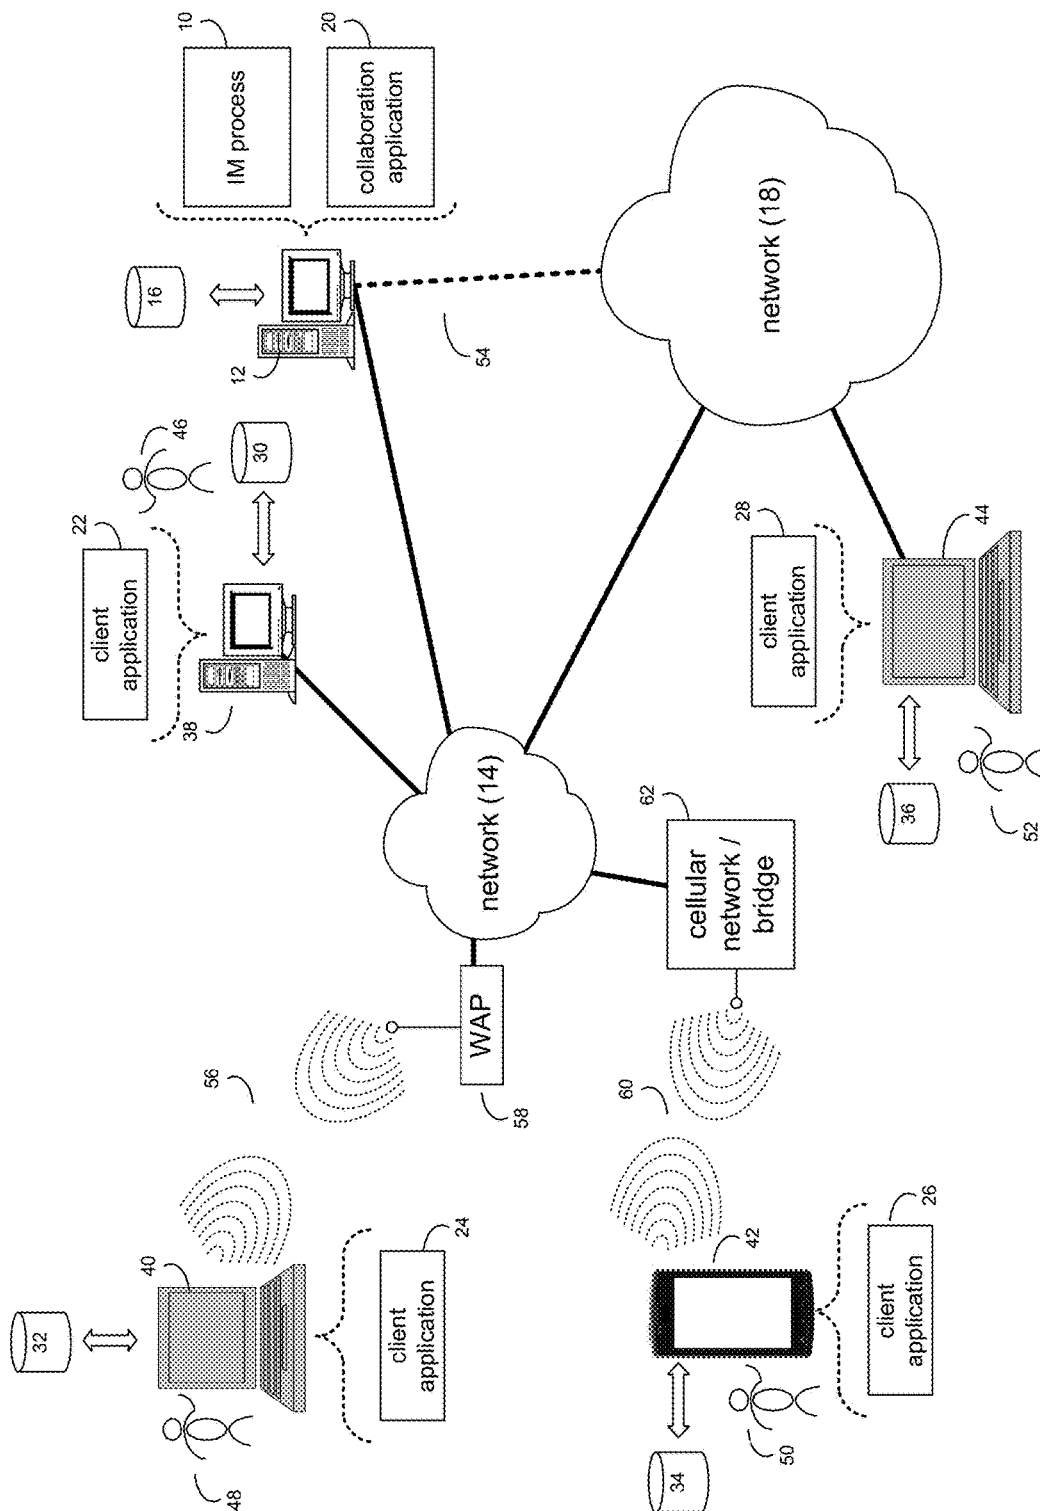 10
IM process
20
collaboration
application
16
12
54
network (18)
46
30
22
client
application
38
28
client
application
44
36
52
network (14)
62
cellular
network /
bridge
56
WAP
58
60
32
40
24
client
application
48
42
26
client
application
34
50